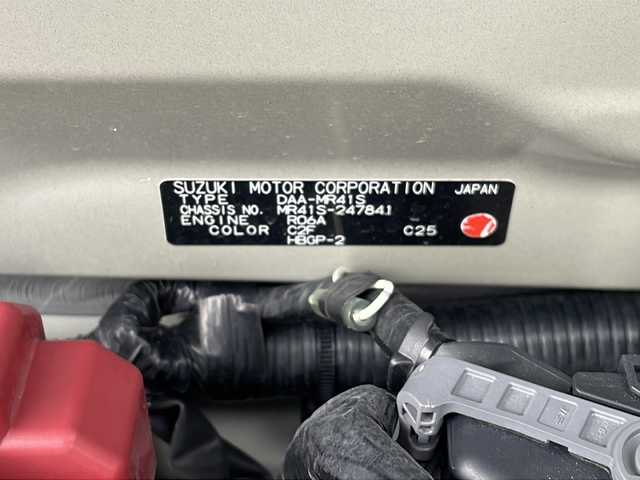 SUZUKI MOTOR CORPORATION JAPAN
TYPE DAA-MR41S
CHASSIS NO. MR41S-247841
ENGINE R06A
COLOR C2F C25
HBGP-2